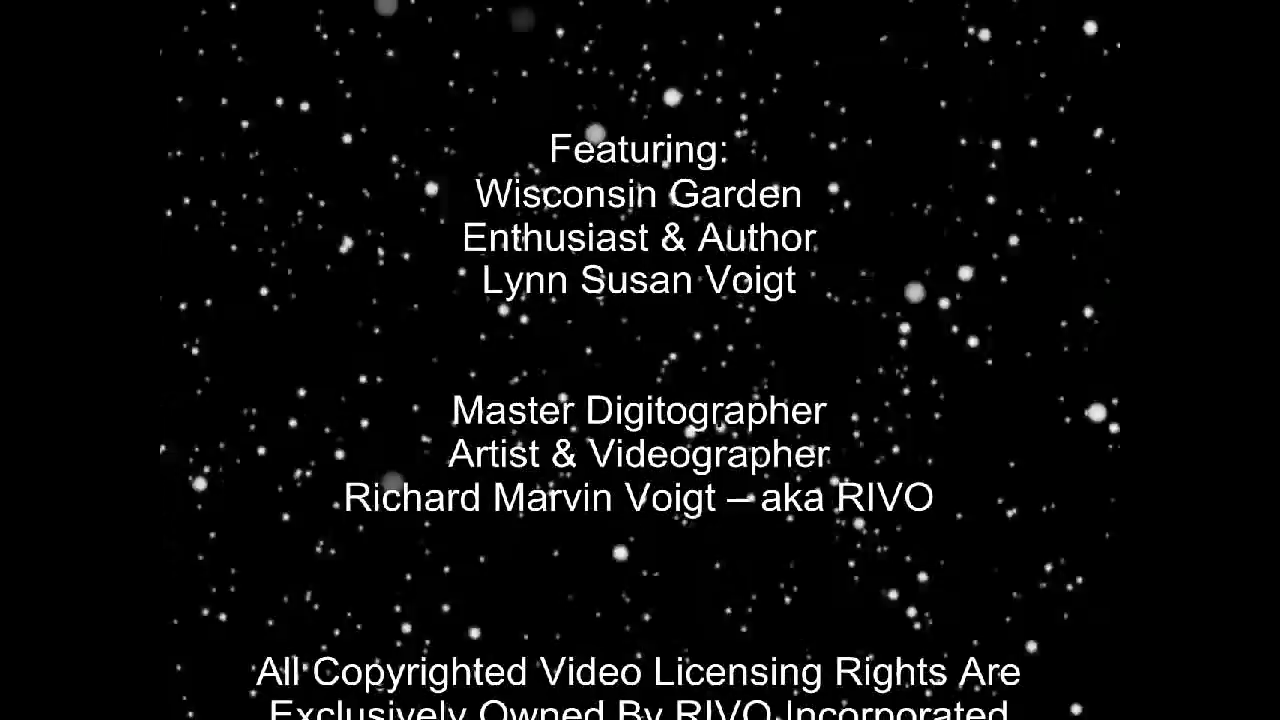 Featuring:
Wisconsin Garden
Enthusiast & Author
Lynn Susan Voigt
Master Digitographer
Artist & Videographer
Richard Marvin Voigt – aka RIVO
All Copyrighted Video Licensing Rights Are
Exclusively Owned By RIVO Incorporated